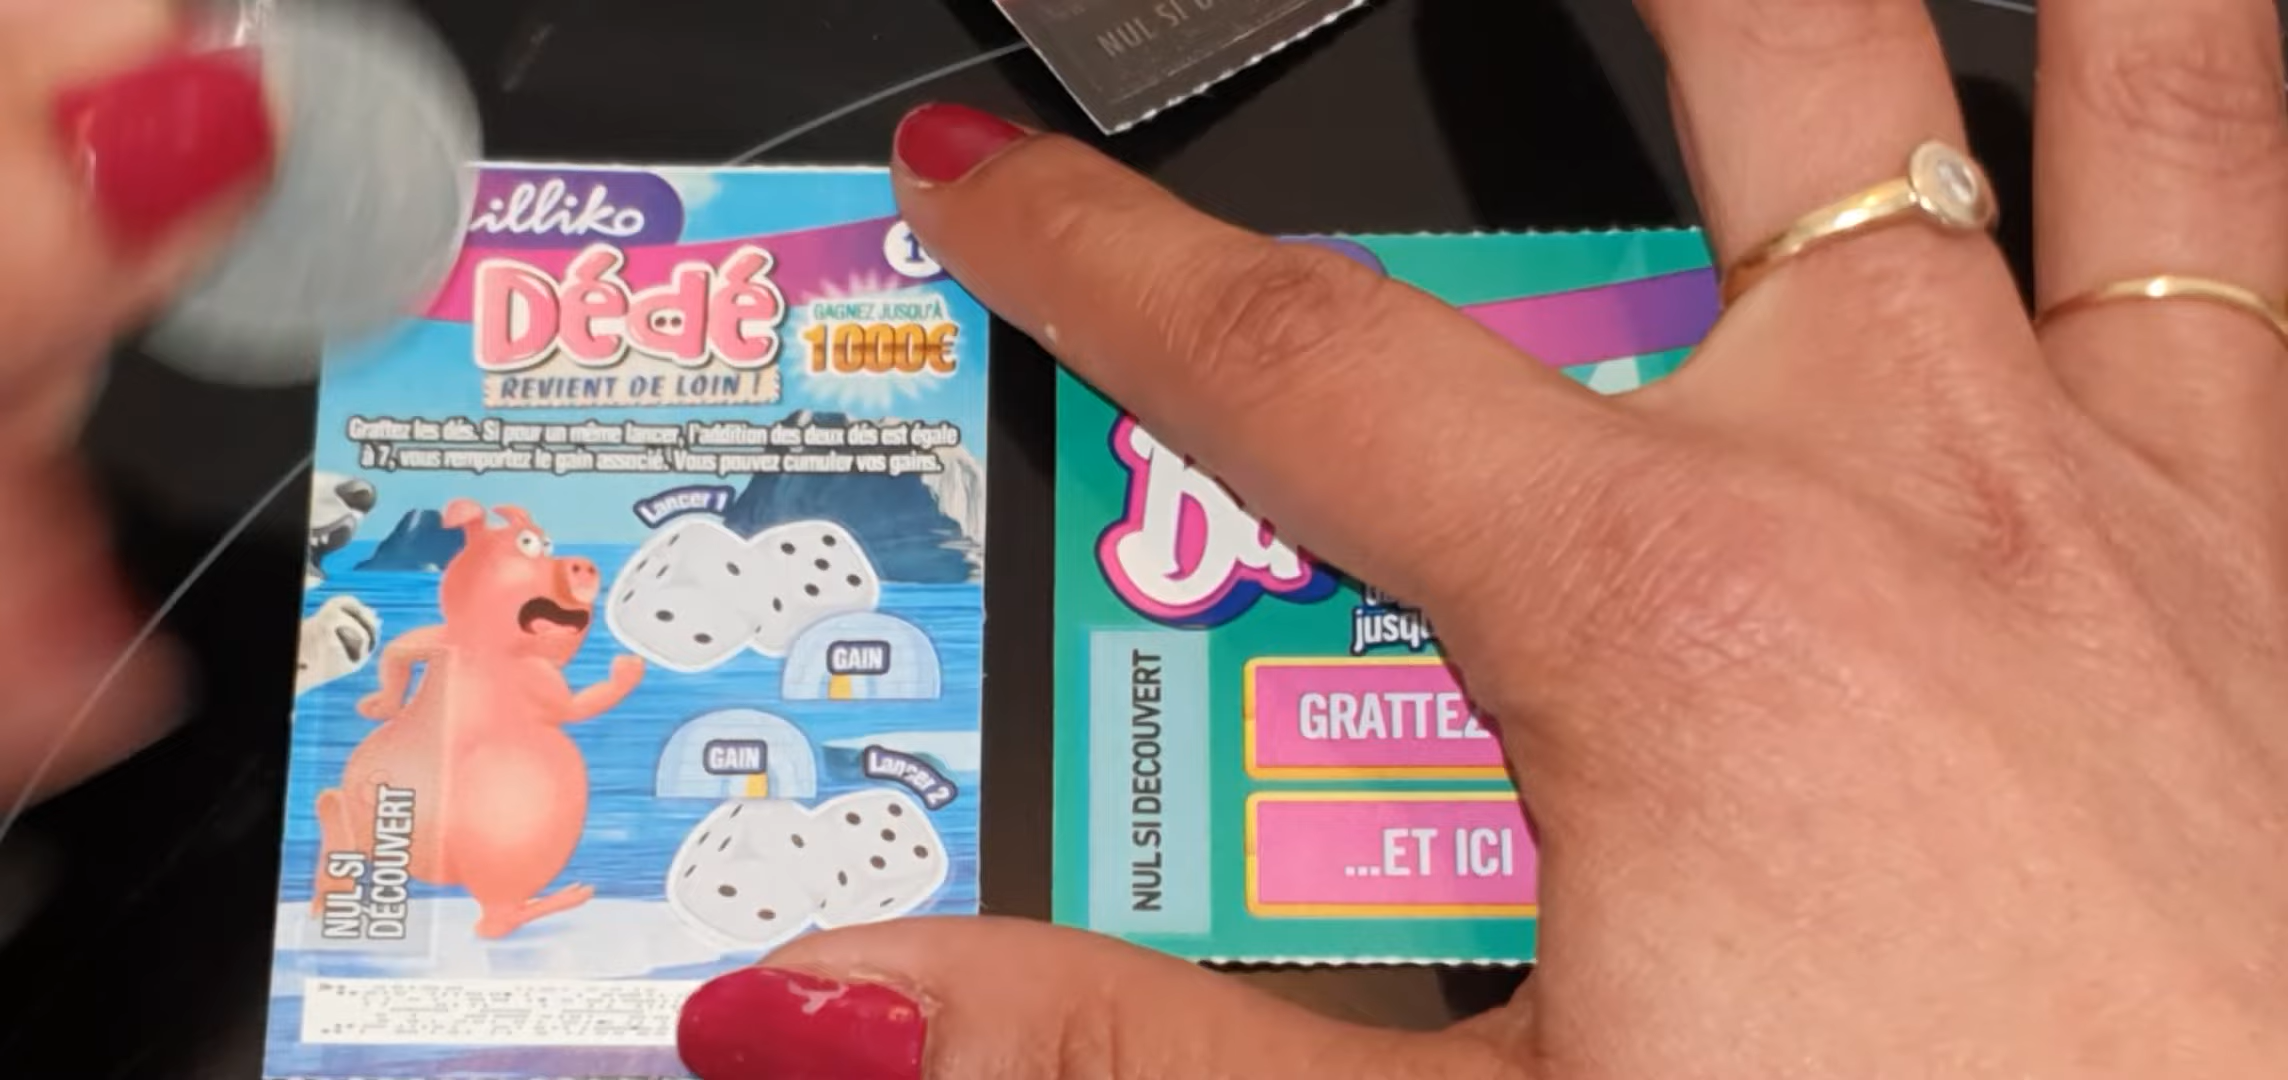 NUL SI
illiko
1
Dédé
GAGNEZ JUSQU'À
1000€
REVIENT DE LOIN !
Grattez les dés. Si pour un même lancer, l'addition des deux dés est égale
à 7, vous remportez le gain associé. Vous pouvez cumuler vos gains.
Lancer 1
GAIN
GAIN
Lancer 2
NUL SI
DÉCOUVERT
NUL SI DECOUVERT
GRATTEZ
...ET ICI